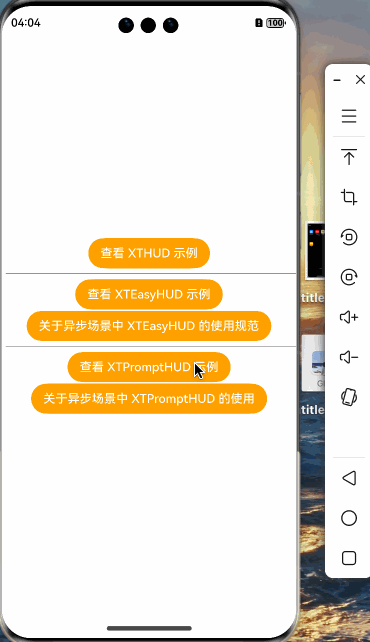 04:04
100
查看 XTHUD 示例
查看 XTEasyHUD 示例
关于异步场景中 XTEasyHUD 的使用规范
查看 XTPromptHUD 示例
关于异步场景中 XTPromptHUD 的使用
title
title